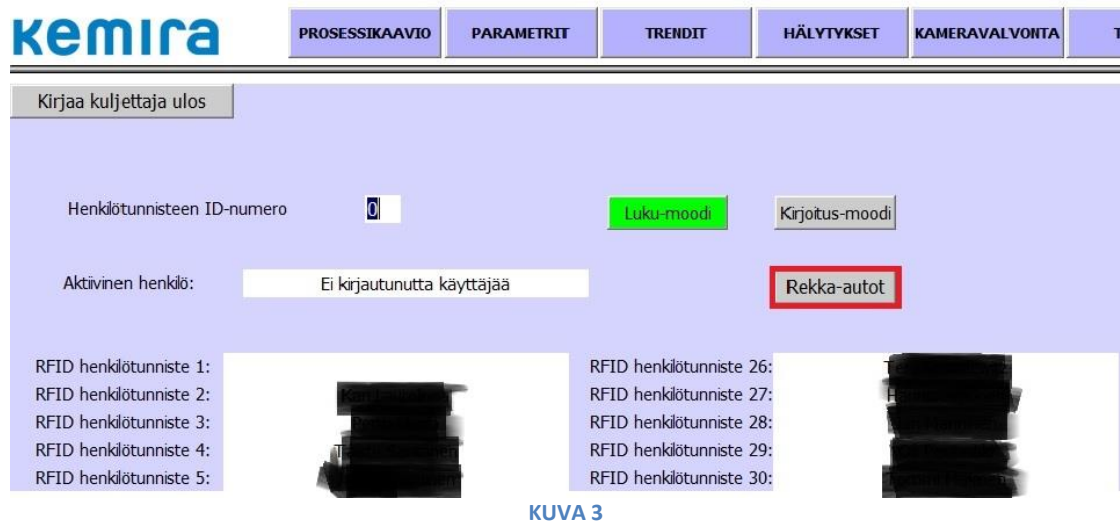 kemira
PROSESSIKAAVIO PARAMETRIT TRENDIT HÄLYTYKSET KAMERAVALVONTA
Kirjaa kuljettaja ulos
Henkilötunnisteen ID-numero 0 Luku-moodi Kirjoitus-moodi
Aktiivinen henkilö: Ei kirjautunutta käyttäjää Rekka-autot
RFID henkilötunniste 1: RFID henkilötunniste 26:
RFID henkilötunniste 2: RFID henkilötunniste 27:
RFID henkilötunniste 3: RFID henkilötunniste 28:
RFID henkilötunniste 4: RFID henkilötunniste 29:
RFID henkilötunniste 5: RFID henkilötunniste 30:
KUVA 3